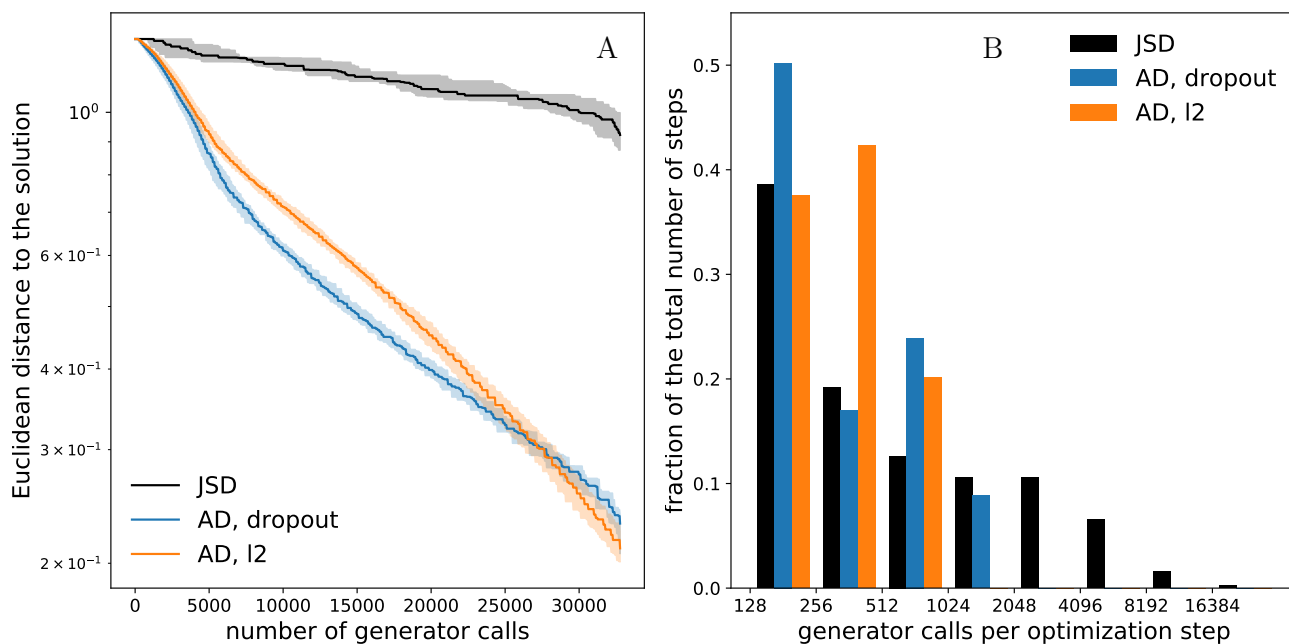 A
Euclidean distance to the solution
10⁰
6 × 10⁻¹
4 × 10⁻¹
3 × 10⁻¹
2 × 10⁻¹
JSD
AD, dropout
AD, l2
0 5000 10000 15000 20000 25000 30000
number of generator calls
B
JSD
AD, dropout
AD, l2
fraction of the total number of steps
0.5
0.4
0.3
0.2
0.1
0.0
128 256 512 1024 2048 4096 8192 16384
generator calls per optimization step